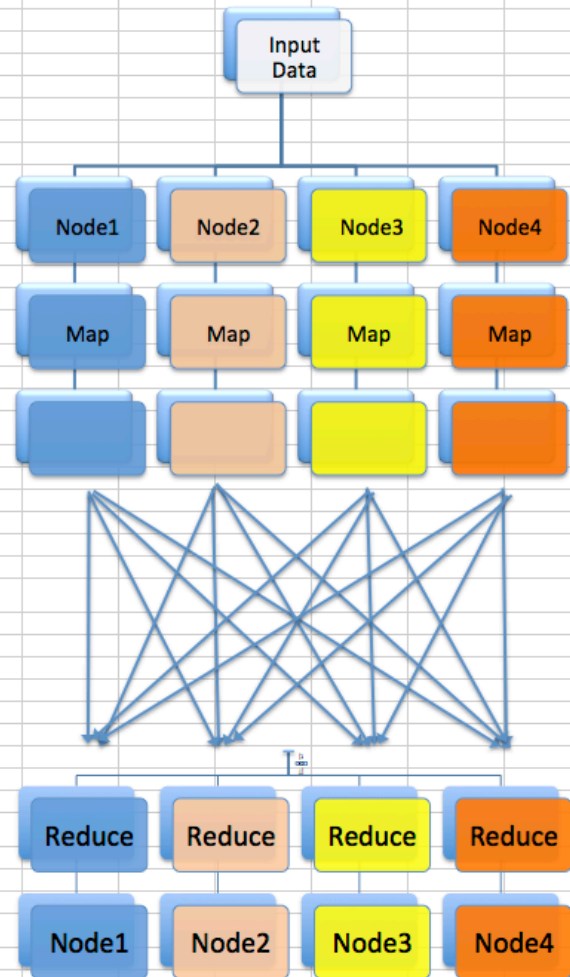 Input
Data
Node1 Node2 Node3 Node4
Map Map Map Map
Reduce Reduce Reduce Reduce
Node1 Node2 Node3 Node4